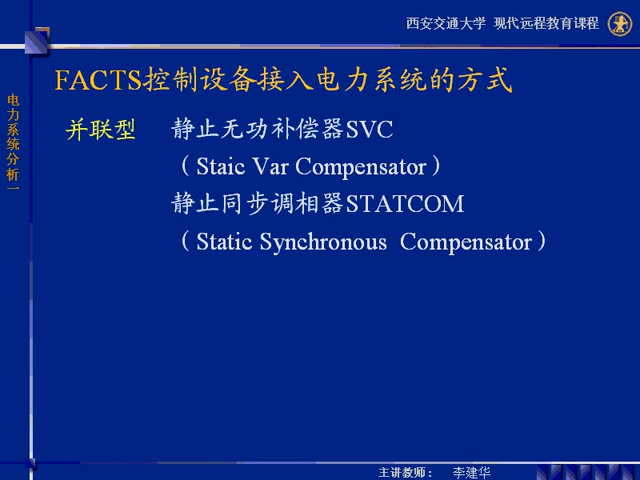 西安交通大学 现代远程教育课程
FACTS控制设备接入电力系统的方式
电力系统分析一
并联型 静止无功补偿器SVC
（Staic Var Compensator）
静止同步调相器STATCOM
（Static Synchronous Compensator）
主讲教师： 李建华